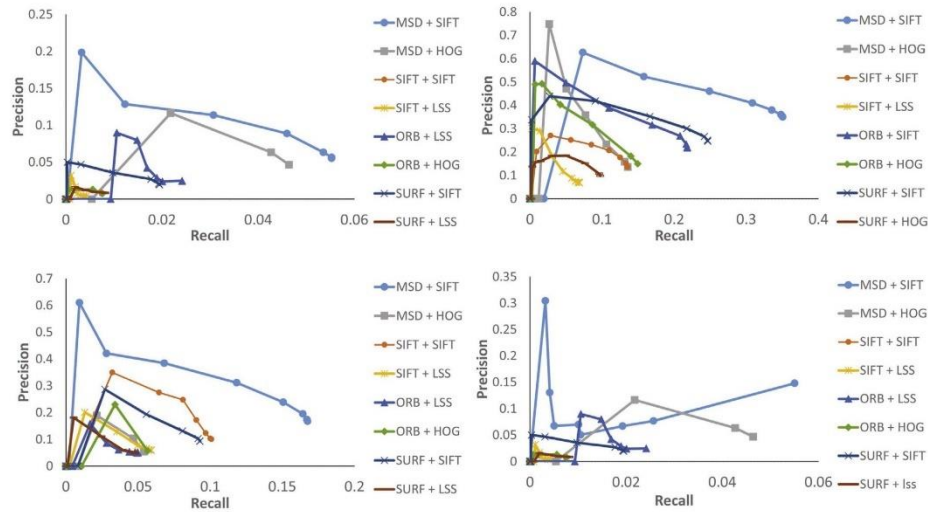 0.25
0.2
0.15
0.1
0.05
0
Precision
0 0.02 0.04 0.06
Recall
MSD + SIFT
MSD + HOG
SIFT + SIFT
SIFT + LSS
ORB + LSS
ORB + HOG
SURF + SIFT
SURF + LSS
0.8
0.7
0.6
0.5
0.4
0.3
0.2
0.1
0
Precision
0 0.1 0.2 0.3 0.4
Recall
MSD + SIFT
MSD + HOG
SIFT + SIFT
SIFT + LSS
ORB + SIFT
ORB + HOG
SURF + SIFT
SURF + HOG
0.7
0.6
0.5
0.4
0.3
0.2
0.1
0
Precision
0 0.05 0.1 0.15 0.2
Recall
MSD + SIFT
MSD + HOG
SIFT + SIFT
SIFT + LSS
ORB + LSS
ORB + HOG
SURF + SIFT
SURF + LSS
0.35
0.3
0.25
0.2
0.15
0.1
0.05
0
Precision
0 0.02 0.04 0.06
Recall
MSD + SIFT
MSD + HOG
SIFT + SIFT
SIFT + LSS
ORB + LSS
ORB + HOG
SURF + SIFT
SURF + lss